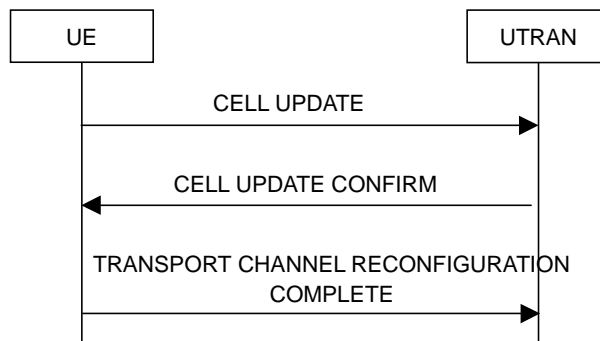 UE
UTRAN
CELL UPDATE
CELL UPDATE CONFIRM
TRANSPORT CHANNEL RECONFIGURATION
COMPLETE